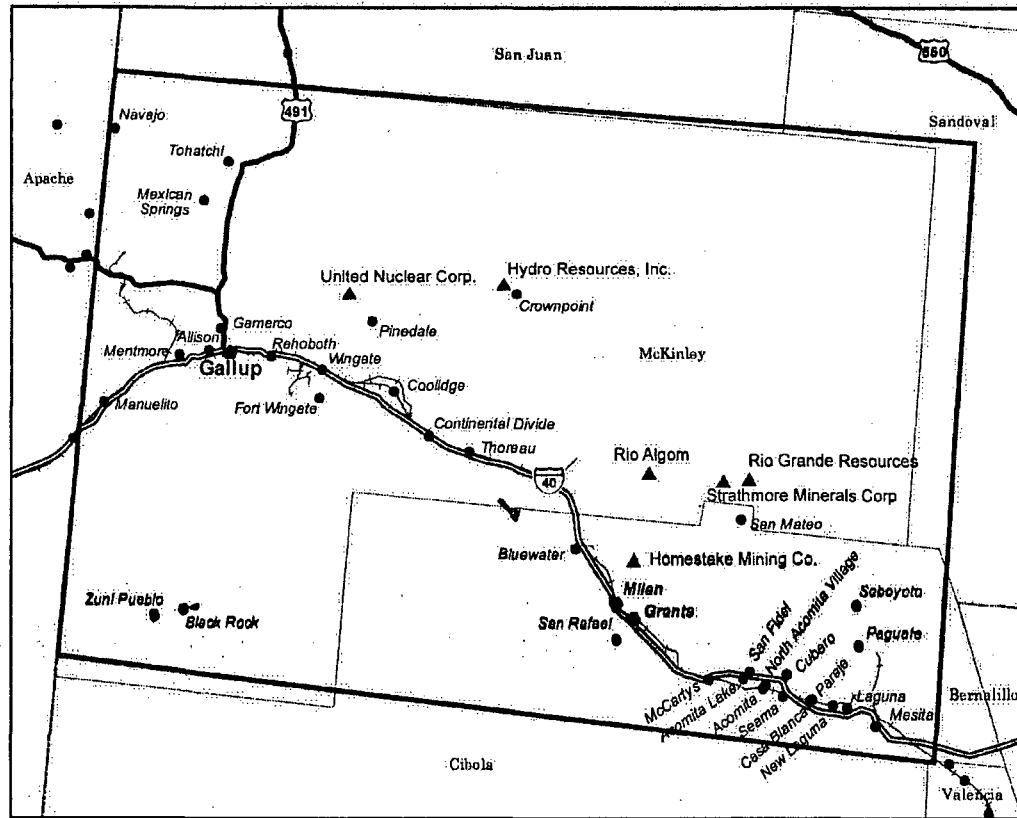 San Juan
550
491
Sandoval
Navajo
Tohatchi
Apache
Mexican
Springs
United Nuclear Corp.
Hydro Resources, Inc.
Crownpoint
Pinedale
Gamerco
Allison
Rehoboth
Mentmore
Wingate
McKinley
Gallup
Coolidge
Manuelito
Fort Wingate
Continental Divide
Thoreau
Rio Algom
Rio Grande Resources
40
Strathmore Minerals Corp
San Mateo
Bluewater
Homestake Mining Co.
Milan
Grants
Zuni Pueblo
Black Rock
San Rafael
San Fidel
North Acomita Village
Seboyeta
Cubero
Paguate
Paraje
McCartys
Acomita Lake
Acomita
Seama
Casa Blanca
New Laguna
Laguna
Mesita
Bernalillo
Cibola
Valencia